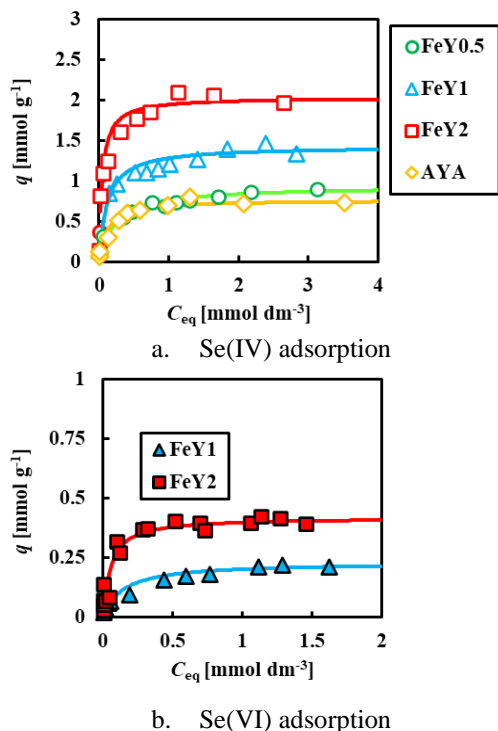 3
2.5
2
1.5
1
0.5
0
q [mmol g-1]
0 1 2 3 4
Ceq [mmol dm-3]
FeY0.5
FeY1
FeY2
AYA
a. Se(IV) adsorption
1
0.75
0.5
0.25
0
q [mmol g-1]
FeY1
FeY2
0 0.5 1 1.5 2
Ceq [mmol dm-3]
b. Se(VI) adsorption